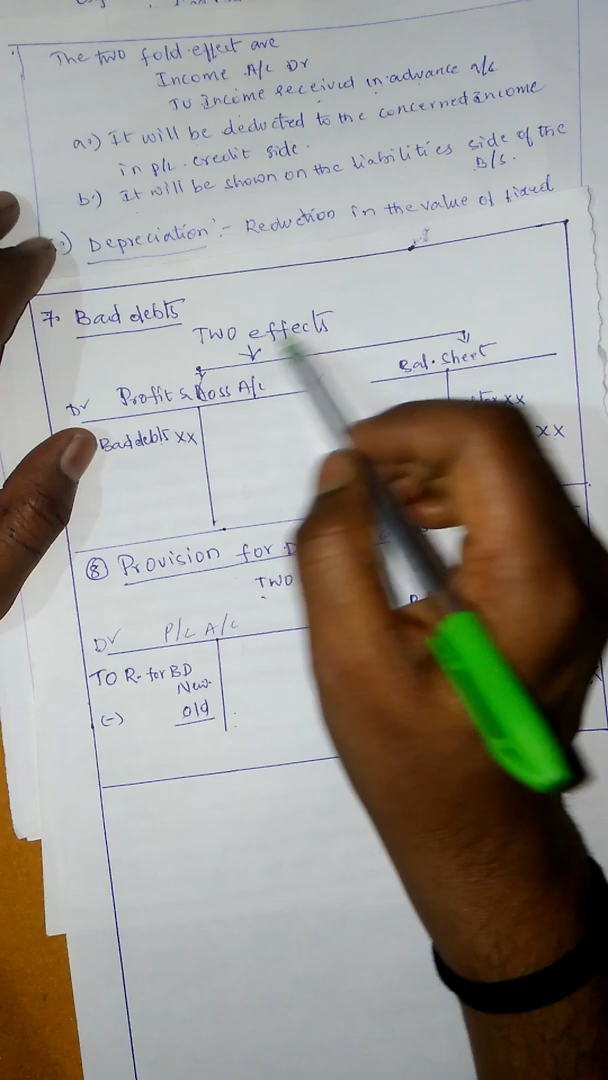 The two fold effect are
Income A/c Dr
To Income received in advance a/c
a.) It will be deducted to the concerned income
in p/L credit side.
b.) It will be shown on the liabilities side of the
B/S.
.) Depreciation :- Reduction in the value of fixed
7. Bad debts
Two effects
Dr Profit & Loss A/c
Bal. Sheet
Bad debts xx
xx
xx
⑧ Provision for
Two
Dr P/L A/c
To R. for BD
New
(-) old